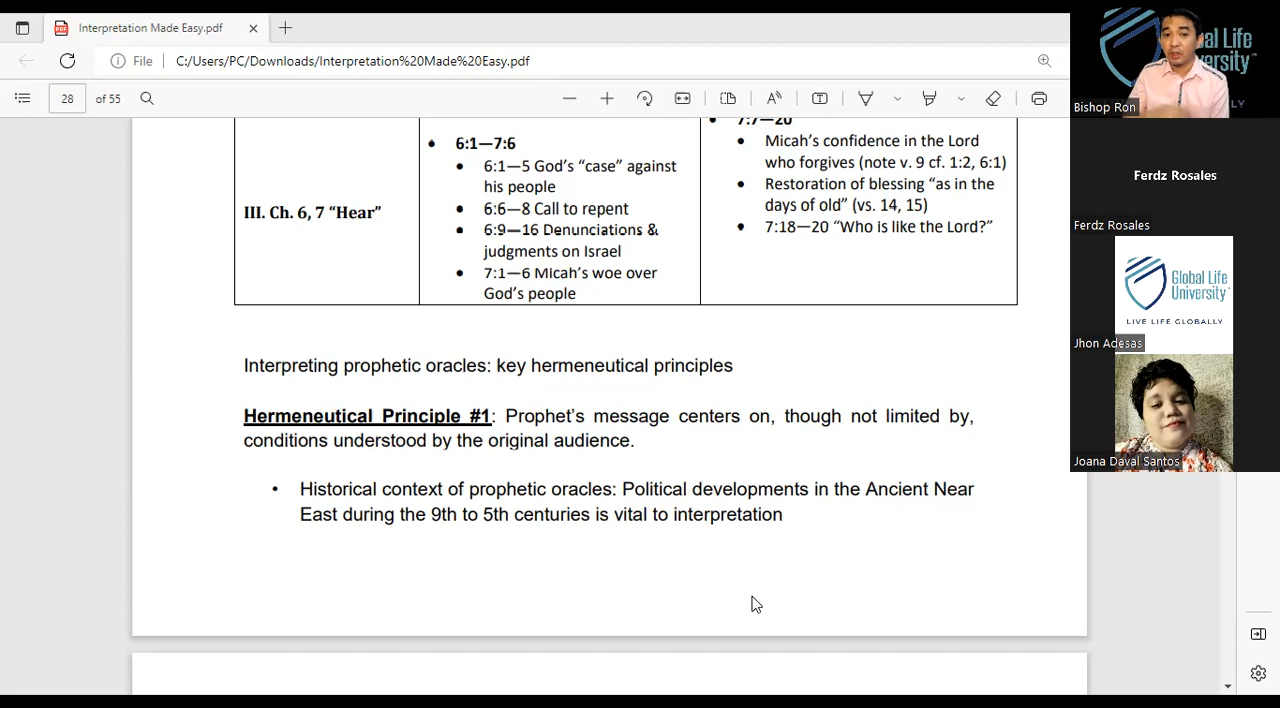 Interpretation Made Easy.pdf
File
C:/Users/PC/Downloads/Interpretation%20Made%20Easy.pdf
28 of 55
III. Ch. 6, 7 “Hear”
• 6:1—7:6
• 6:1—5 God’s “case” against
his people
• 6:6—8 Call to repent
• 6:9—16 Denunciations &
judgments on Israel
• 7:1—6 Micah’s woe over
God’s people
• 7:7—20
• Micah’s confidence in the Lord
who forgives (note v. 9 cf. 1:2, 6:1)
• Restoration of blessing “as in the
days of old” (vs. 14, 15)
• 7:18—20 “Who is like the Lord?”
Interpreting prophetic oracles: key hermeneutical principles
Hermeneutical Principle #1: Prophet’s message centers on, though not limited by,
conditions understood by the original audience.
• Historical context of prophetic oracles: Political developments in the Ancient Near
East during the 9th to 5th centuries is vital to interpretation
Bishop Ron
Ferdz Rosales
Ferdz Rosales
Global Life
University
LIVE LIFE GLOBALLY
Jhon Adesas
Joana Daval Santos